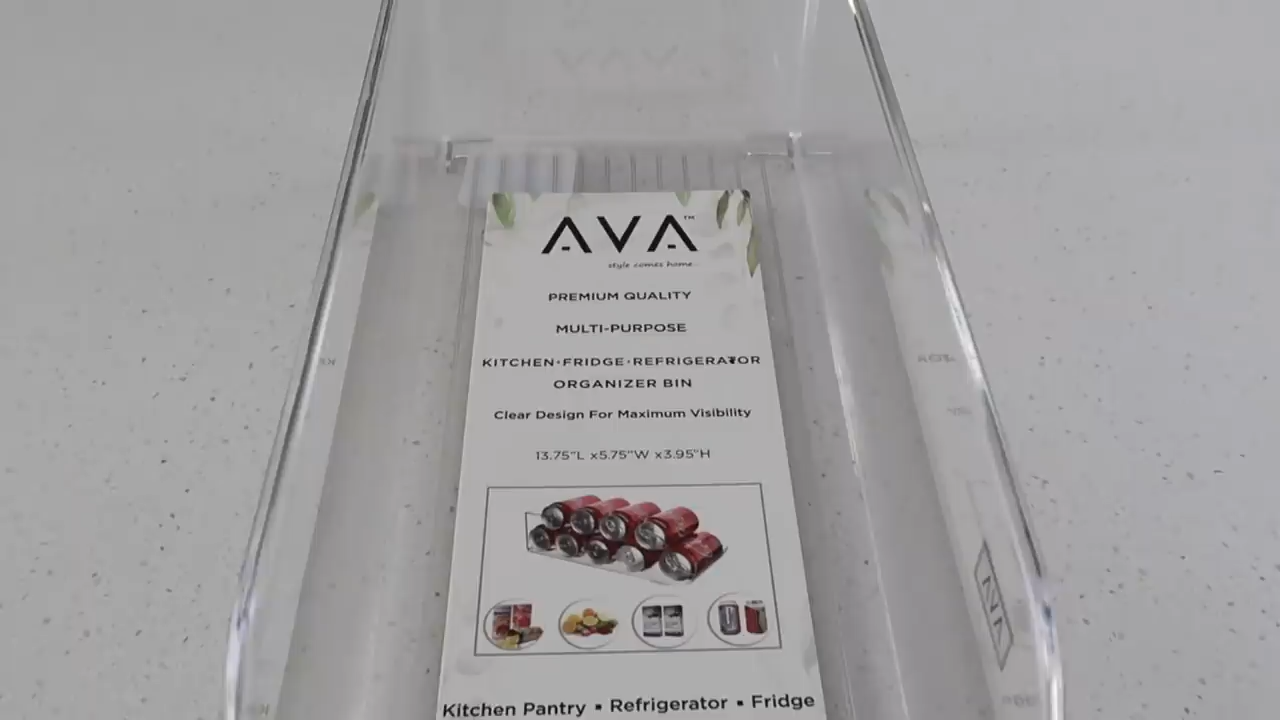 AVA™
style comes home
PREMIUM QUALITY
MULTI-PURPOSE
KITCHEN•FRIDGE•REFRIGERATOR
ORGANIZER BIN
Clear Design For Maximum Visibility
13.75"L x5.75"W x3.95"H
Kitchen Pantry ▪ Refrigerator ▪ Fridge
AVA